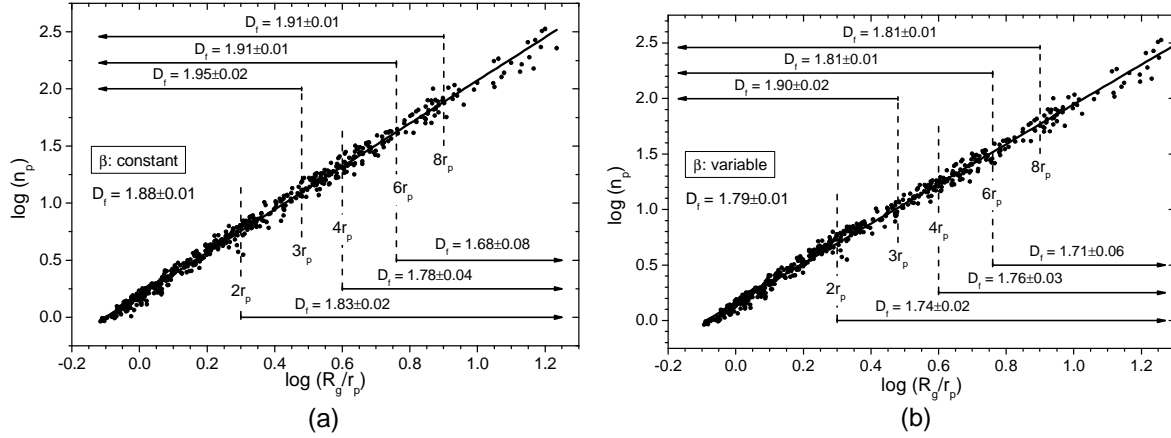 D_f = 1.91±0.01
D_f = 1.91±0.01
D_f = 1.95±0.02
β: constant
D_f = 1.88±0.01
8r_p
6r_p
4r_p
3r_p
2r_p
D_f = 1.68±0.08
D_f = 1.78±0.04
D_f = 1.83±0.02
2.5
2.0
1.5
1.0
0.5
0.0
log (n_p)
-0.2 0.0 0.2 0.4 0.6 0.8 1.0 1.2
log (R_g/r_p)
(a)
D_f = 1.81±0.01
D_f = 1.81±0.01
D_f = 1.90±0.02
β: variable
D_f = 1.79±0.01
8r_p
6r_p
4r_p
3r_p
2r_p
D_f = 1.71±0.06
D_f = 1.76±0.03
D_f = 1.74±0.02
2.5
2.0
1.5
1.0
0.5
0.0
log (n_p)
-0.2 0.0 0.2 0.4 0.6 0.8 1.0 1.2
log (R_g/r_p)
(b)